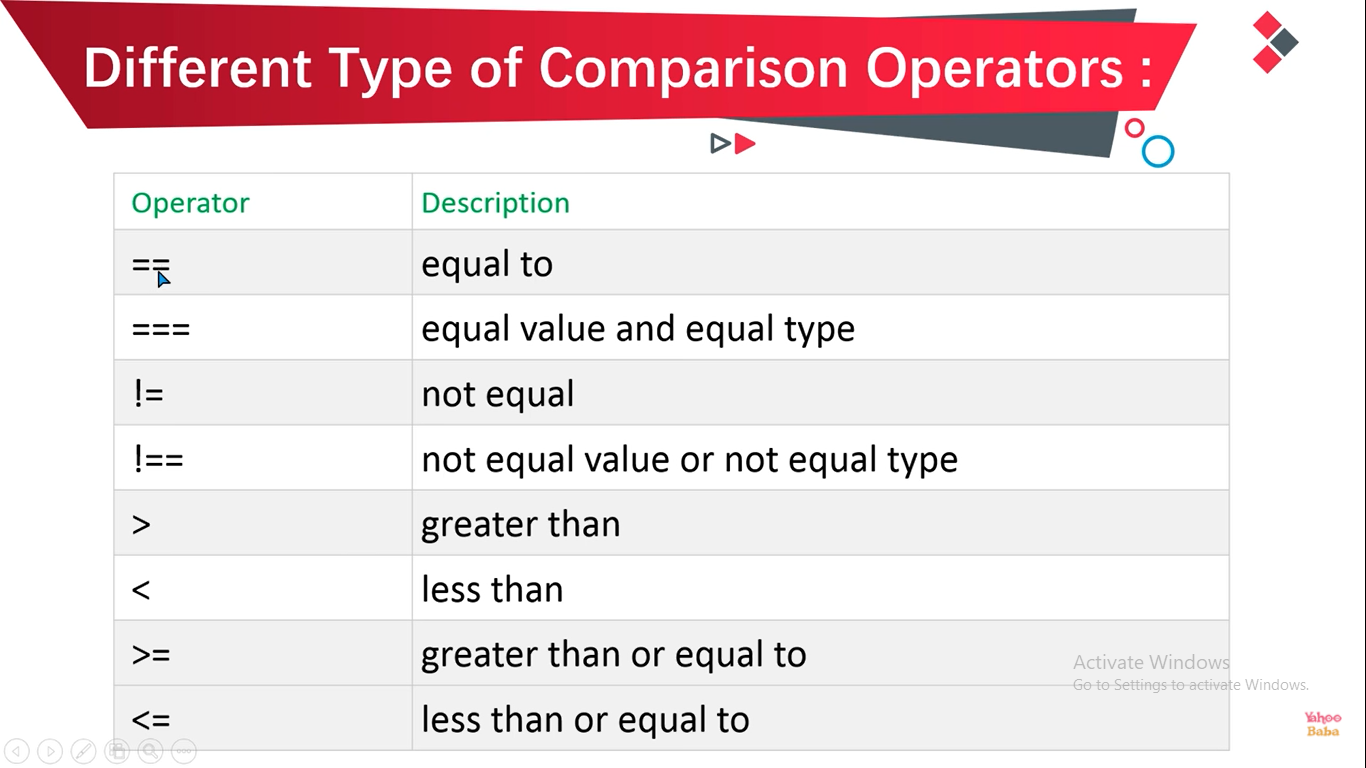 Different Type of Comparison Operators :
Operator Description
== equal to
=== equal value and equal type
!= not equal
!== not equal value or not equal type
> greater than
< less than
>= greater than or equal to
<= less than or equal to
Activate Windows
Go to Settings to activate Windows.
Yahoo
Baba